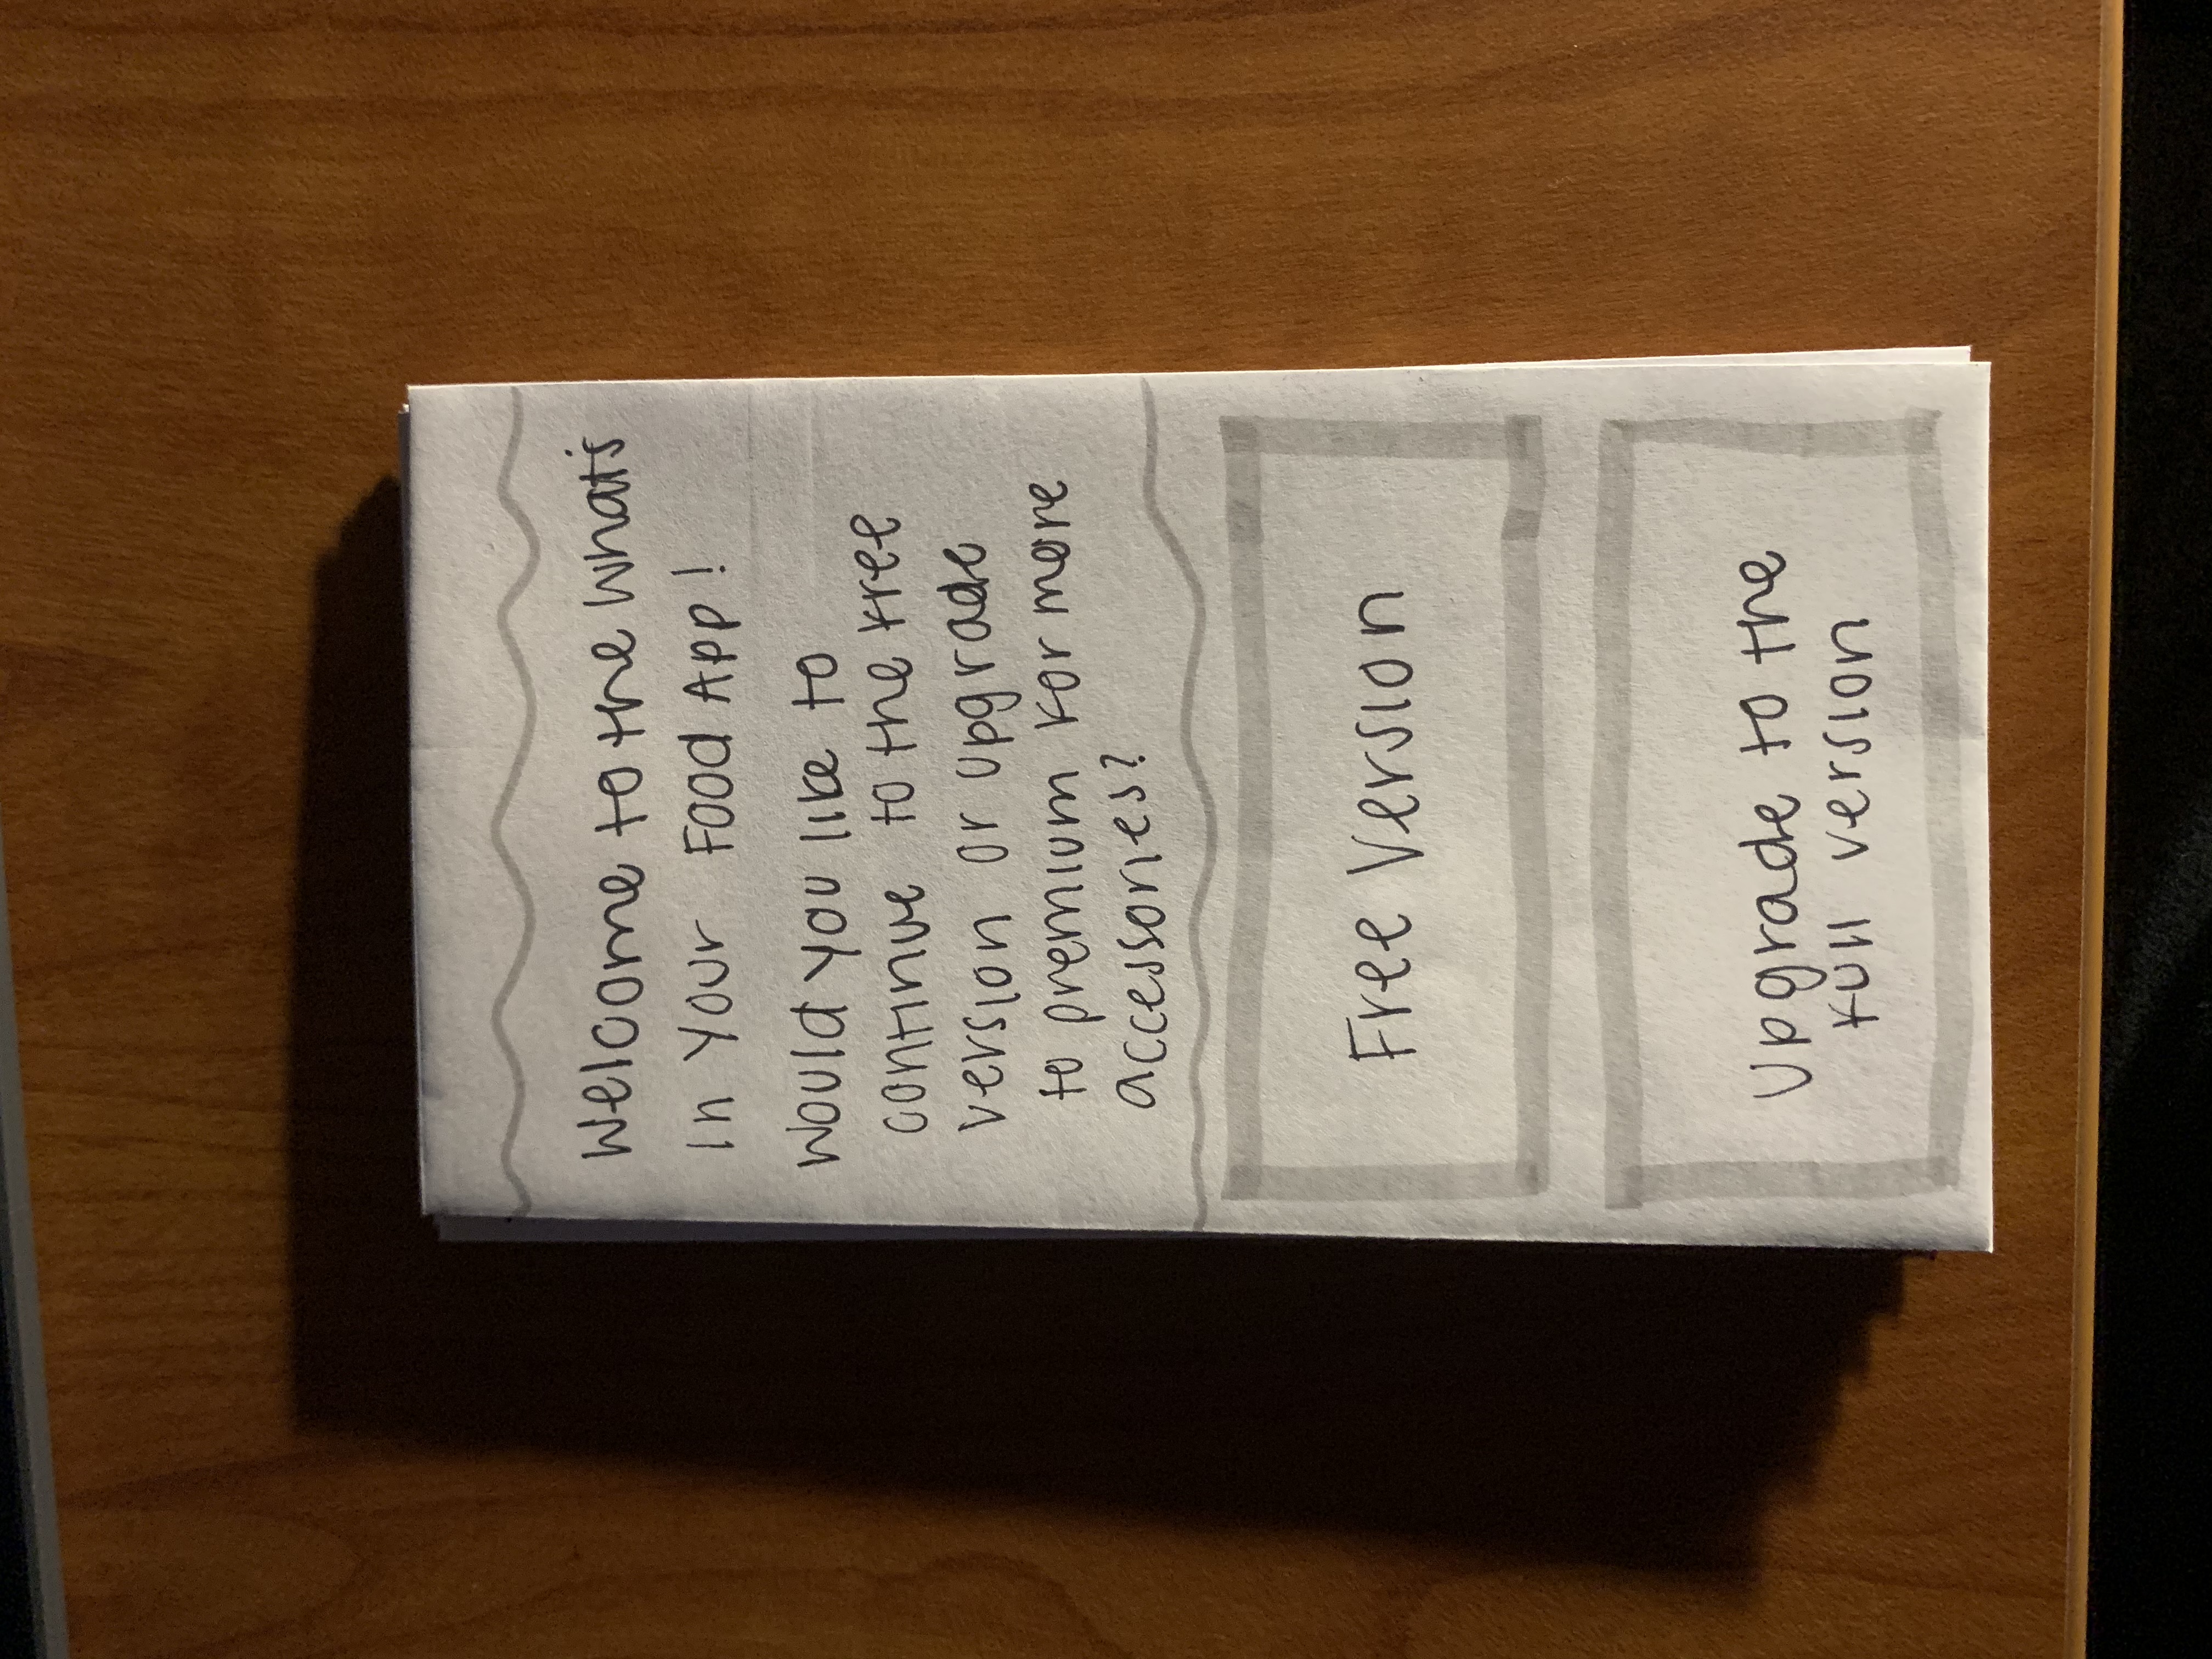 Welcome to the What's
In Your Food App!
Would you like to
continue to the free
version or upgrade
to premium for more
accessories?
Free Version
Upgrade to the
full version